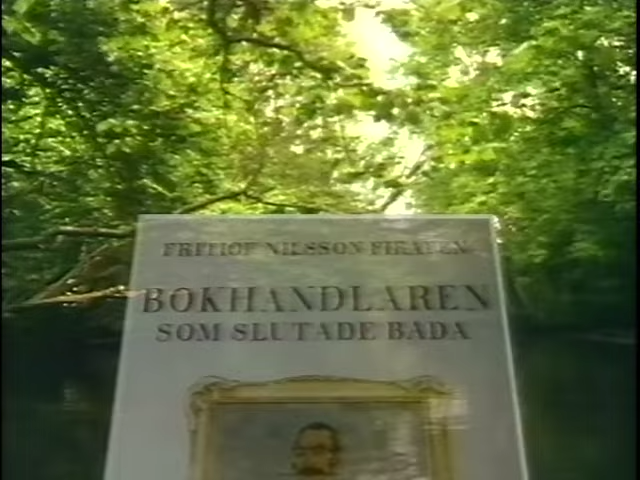 FRITIOF NILSSON PIRATEN
BOKHANDLAREN
SOM SLUTADE BADA